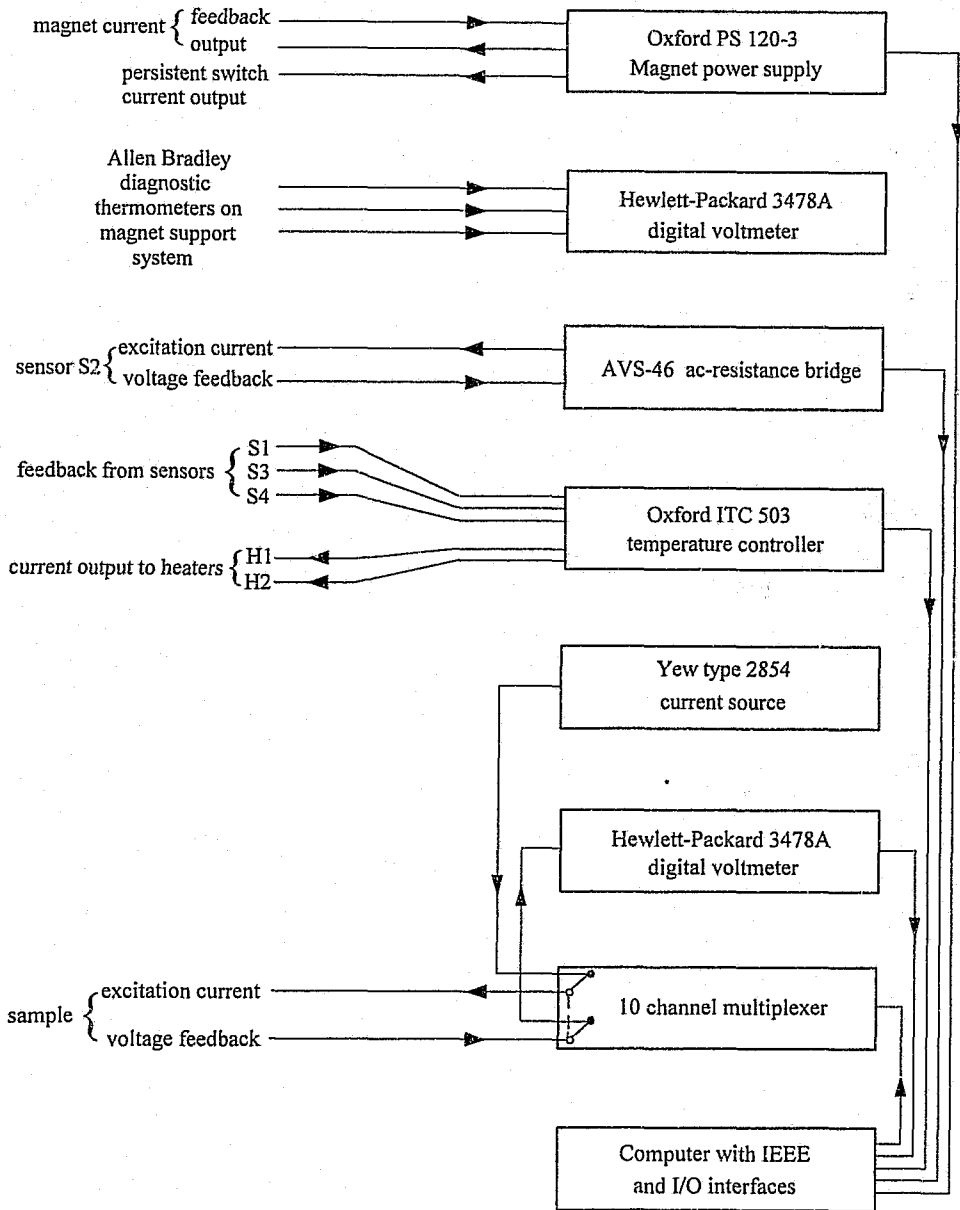 magnet current { feedback
output
persistent switch
current output
Oxford PS 120-3
Magnet power supply
Allen Bradley
diagnostic
thermometers on
magnet support
system
Hewlett-Packard 3478A
digital voltmeter
sensor S2 { excitation current
voltage feedback
AVS-46 ac-resistance bridge
feedback from sensors { S1
S3
S4
current output to heaters { H1
H2
Oxford ITC 503
temperature controller
Yew type 2854
current source
Hewlett-Packard 3478A
digital voltmeter
sample { excitation current
voltage feedback
10 channel multiplexer
Computer with IEEE
and I/O interfaces